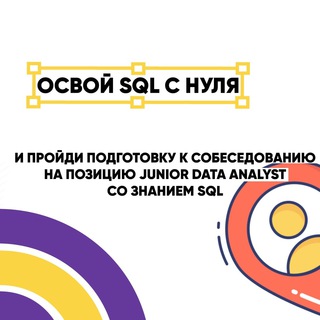 ОСВОЙ SQL С НУЛЯ
И ПРОЙДИ ПОДГОТОВКУ К СОБЕСЕДОВАНИЮ
НА ПОЗИЦИЮ JUNIOR DATA ANALYST
СО ЗНАНИЕМ SQL